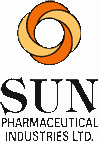 SUN
PHARMACEUTICAL
INDUSTRIES LTD.